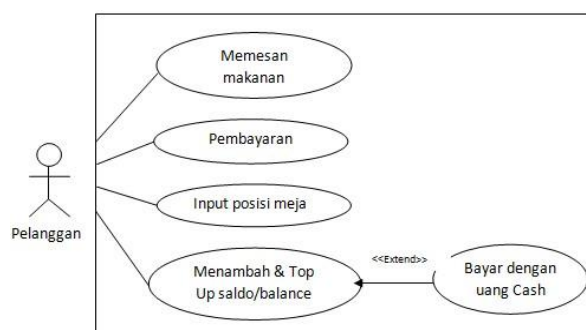 Memesan
makanan
Pembayaran
Input posisi meja
Pelanggan
Menambah & Top
Up saldo/balance
<<Extend>>
Bayar dengan
uang Cash